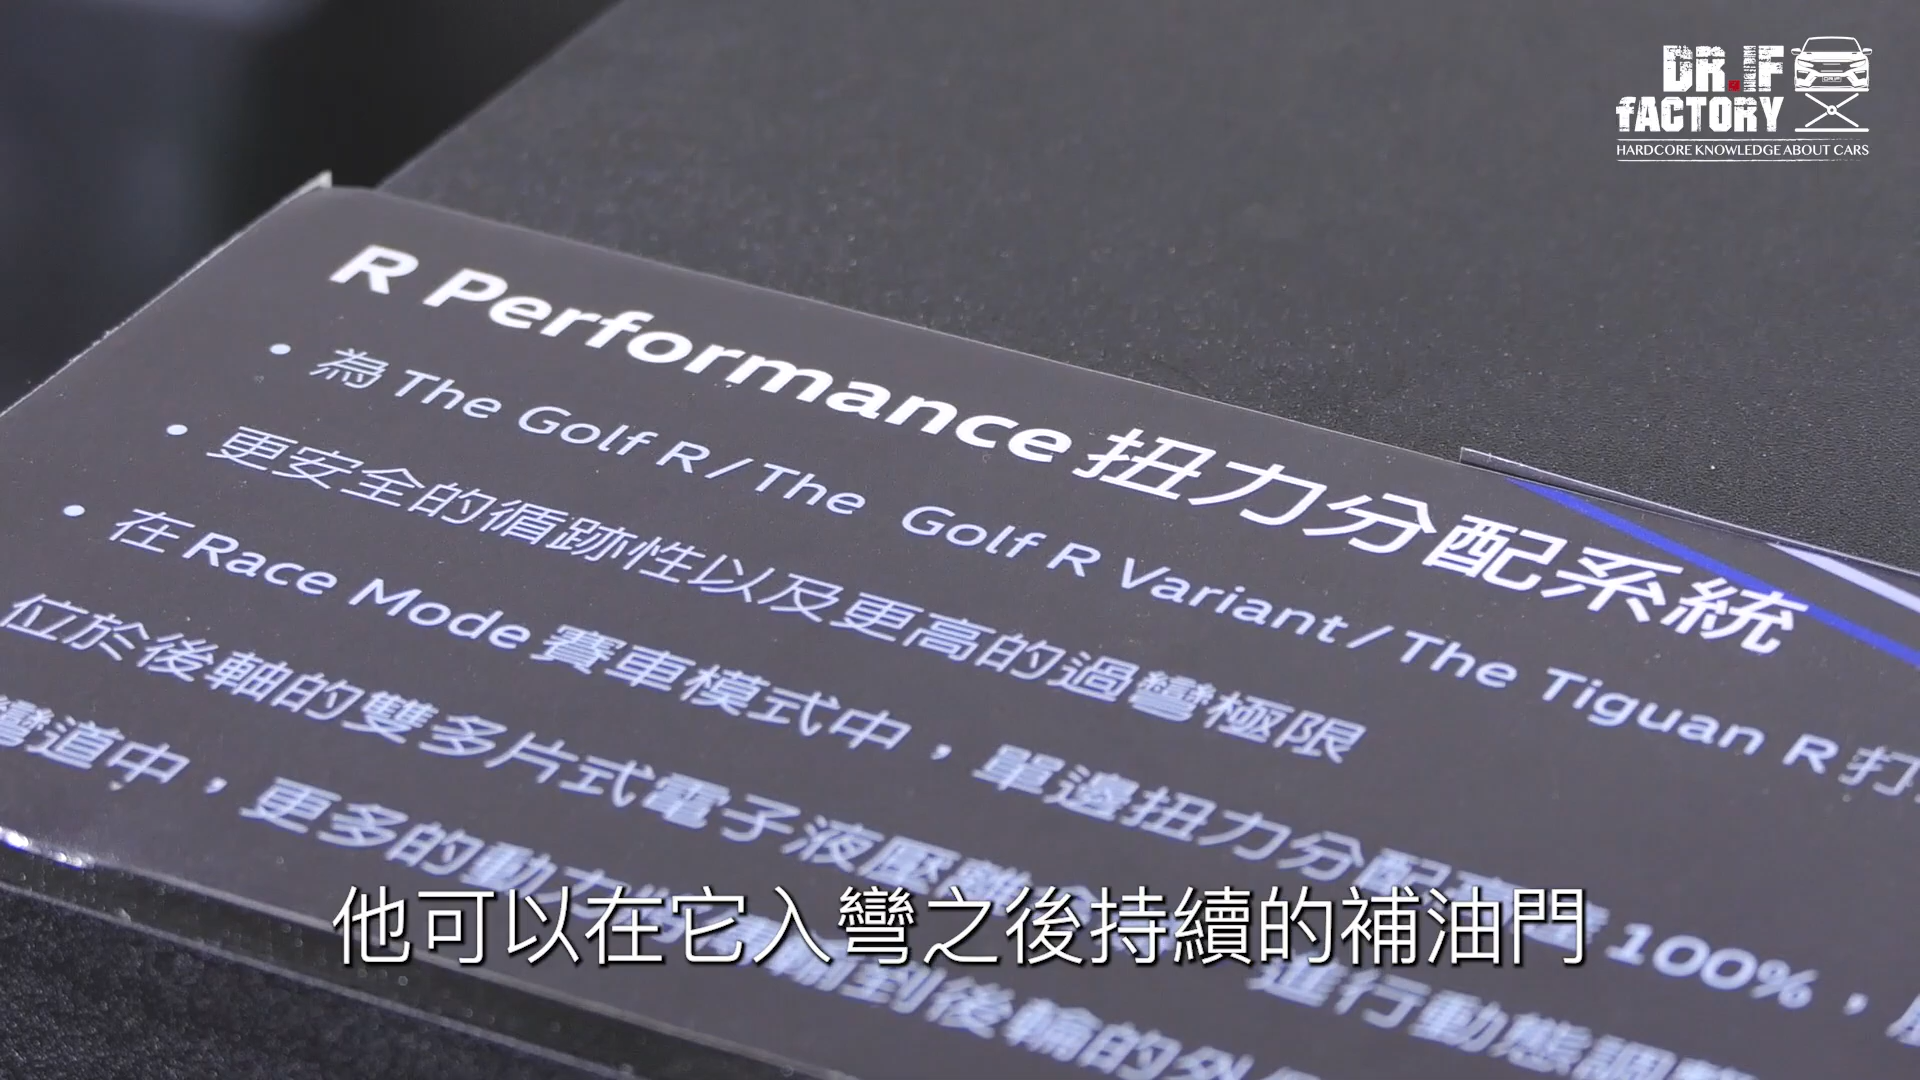 DR.IF
fACTORY
HARDCORE KNOWLEDGE ABOUT CARS
R Performance 扭力分配系統
• 為 The Golf R / The Golf R Variant / The Tiguan R 打
• 更安全的循跡性以及更高的過彎極限
• 在 Race Mode 賽車模式中，單邊扭力分配 100%，
位於後軸的雙多片式電子液壓離 進行動態調整
彎道中，更多的動力 到後輪的外
他可以在它入彎之後持續的補油門